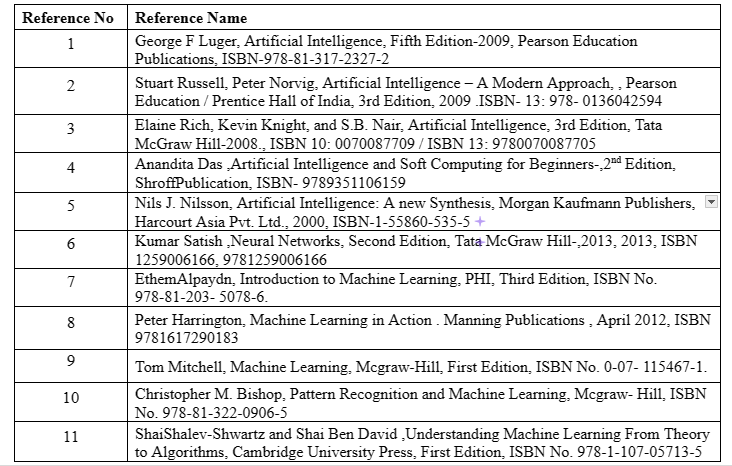 Reference No Reference Name
1 George F Luger, Artificial Intelligence, Fifth Edition-2009, Pearson Education
Publications, ISBN-978-81-317-2327-2
2 Stuart Russell, Peter Norvig, Artificial Intelligence – A Modern Approach, , Pearson
Education / Prentice Hall of India, 3rd Edition, 2009 .ISBN- 13: 978- 0136042594
3 Elaine Rich, Kevin Knight, and S.B. Nair, Artificial Intelligence, 3rd Edition, Tata
McGraw Hill-2008., ISBN 10: 0070087709 / ISBN 13: 9780070087705
4 Anandita Das ,Artificial Intelligence and Soft Computing for Beginners-,2nd Edition,
ShroffPublication, ISBN- 9789351106159
5 Nils J. Nilsson, Artificial Intelligence: A new Synthesis, Morgan Kaufmann Publishers,
Harcourt Asia Pvt. Ltd., 2000, ISBN-1-55860-535-5
6 Kumar Satish ,Neural Networks, Second Edition, Tata McGraw Hill-,2013, 2013, ISBN
1259006166, 9781259006166
7 EthemAlpaydn, Introduction to Machine Learning, PHI, Third Edition, ISBN No.
978-81-203- 5078-6.
8 Peter Harrington, Machine Learning in Action . Manning Publications , April 2012, ISBN
9781617290183
9 Tom Mitchell, Machine Learning, Mcgraw-Hill, First Edition, ISBN No. 0-07- 115467-1.
10 Christopher M. Bishop, Pattern Recognition and Machine Learning, Mcgraw- Hill, ISBN
No. 978-81-322-0906-5
11 ShaiShalev-Shwartz and Shai Ben David ,Understanding Machine Learning From Theory
to Algorithms, Cambridge University Press, First Edition, ISBN No. 978-1-107-05713-5